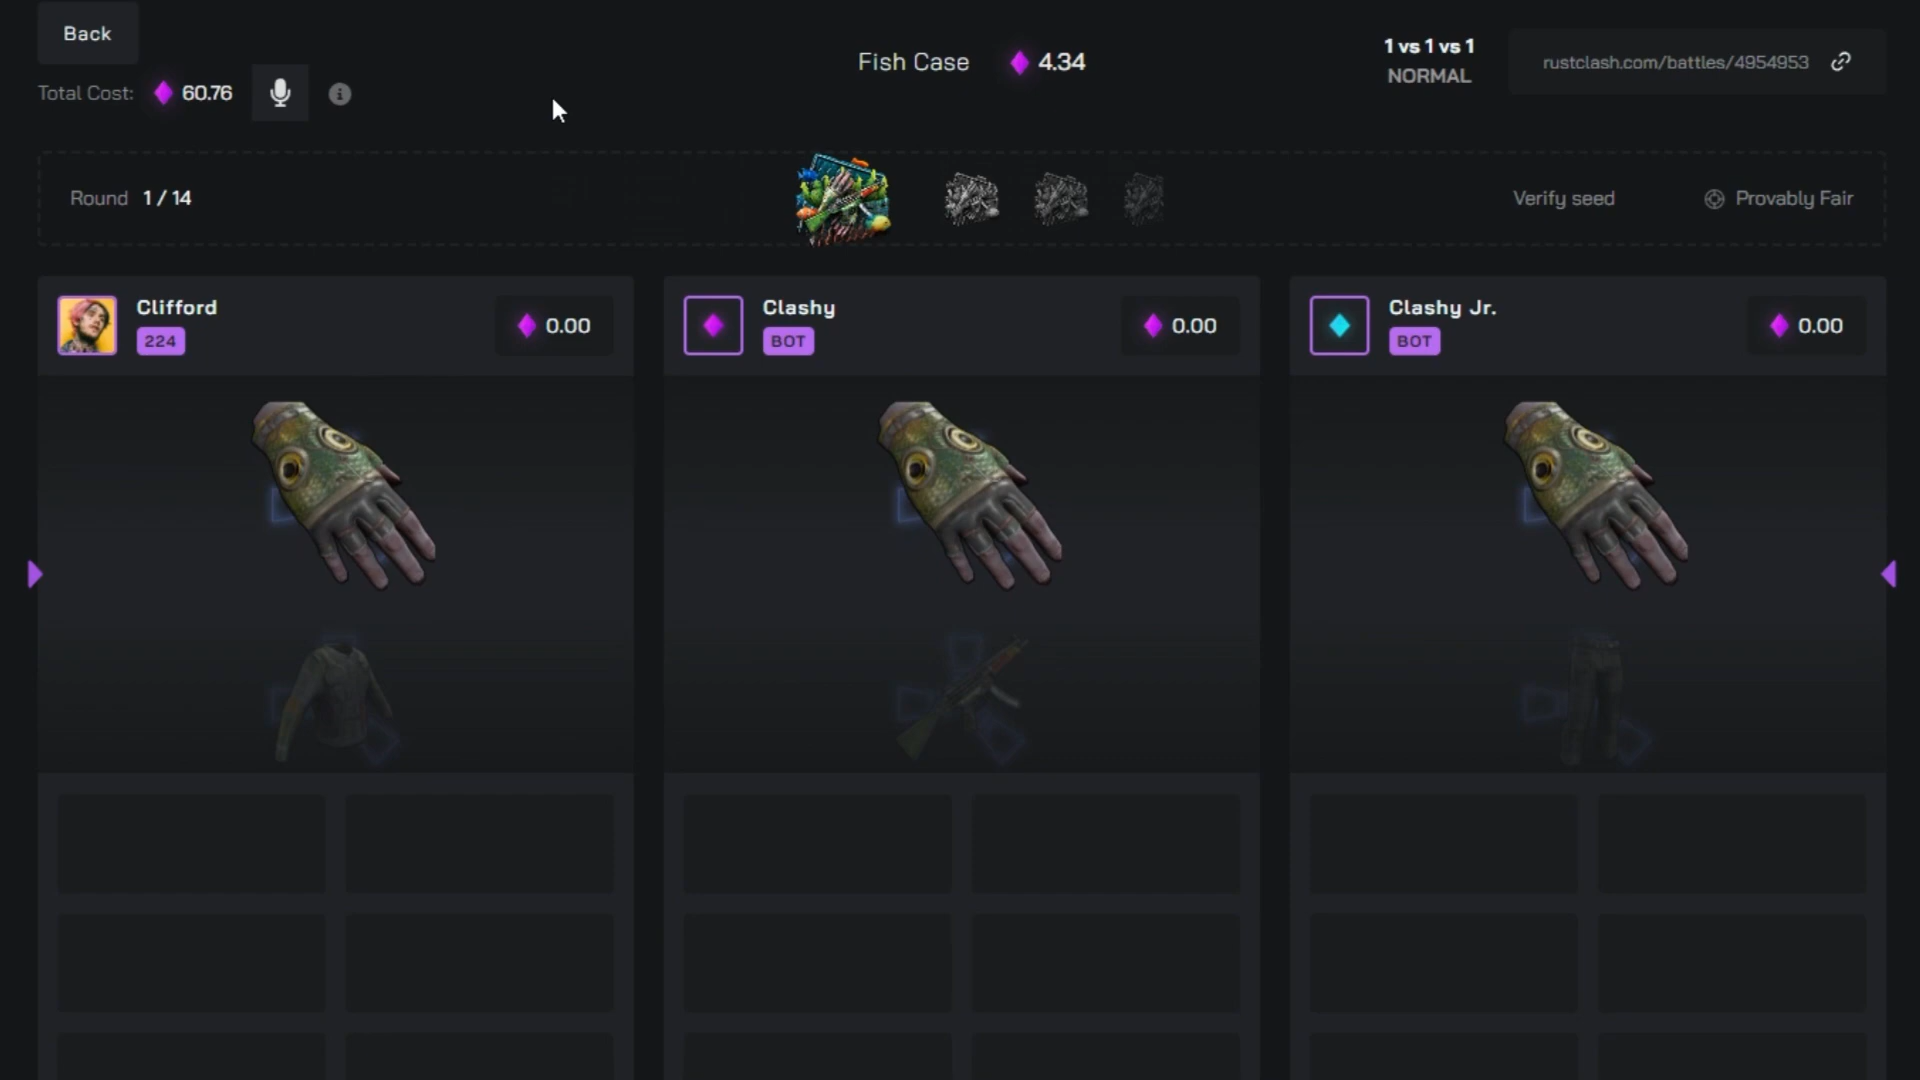 Back
Total Cost: 60.76
Fish Case 4.34
1 vs 1 vs 1
NORMAL
rustclash.com/battles/4954953
Round 1 / 14
Verify seed
Provably Fair
Clifford
224
0.00
Clashy
BOT
0.00
Clashy Jr.
BOT
0.00